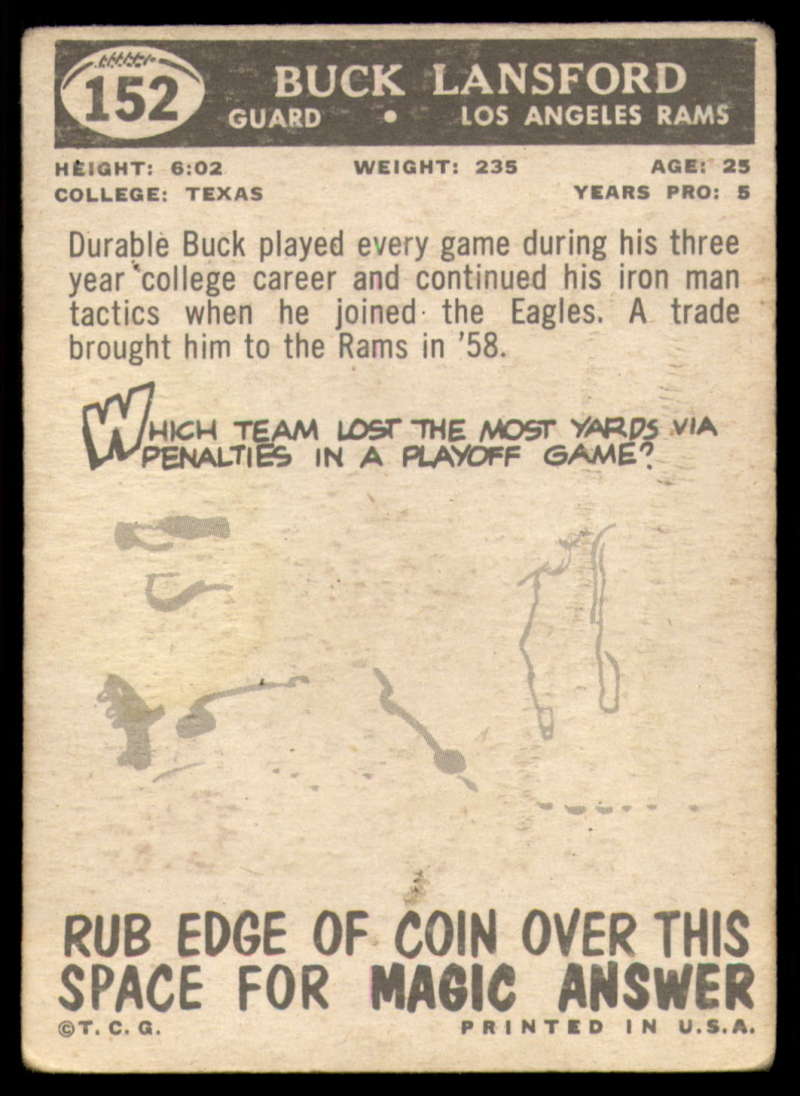 152
BUCK LANSFORD
GUARD • LOS ANGELES RAMS
HEIGHT: 6:02 WEIGHT: 235 AGE: 25
COLLEGE: TEXAS YEARS PRO: 5
Durable Buck played every game during his three
year college career and continued his iron man
tactics when he joined the Eagles. A trade
brought him to the Rams in '58.
WHICH TEAM LOST THE MOST YARDS VIA
PENALTIES IN A PLAYOFF GAME?
RUB EDGE OF COIN OVER THIS
SPACE FOR MAGIC ANSWER
©T. C. G. PRINTED IN U.S.A.